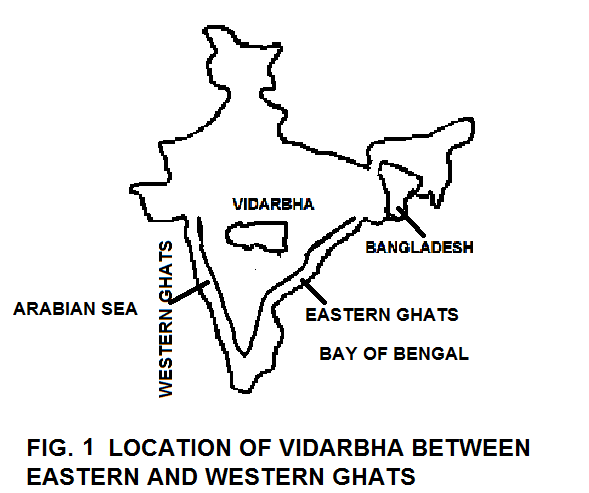 VIDARBHA
BANGLADESH
WESTERN GHATS
ARABIAN SEA
EASTERN GHATS
BAY OF BENGAL
FIG. 1 LOCATION OF VIDARBHA BETWEEN
EASTERN AND WESTERN GHATS